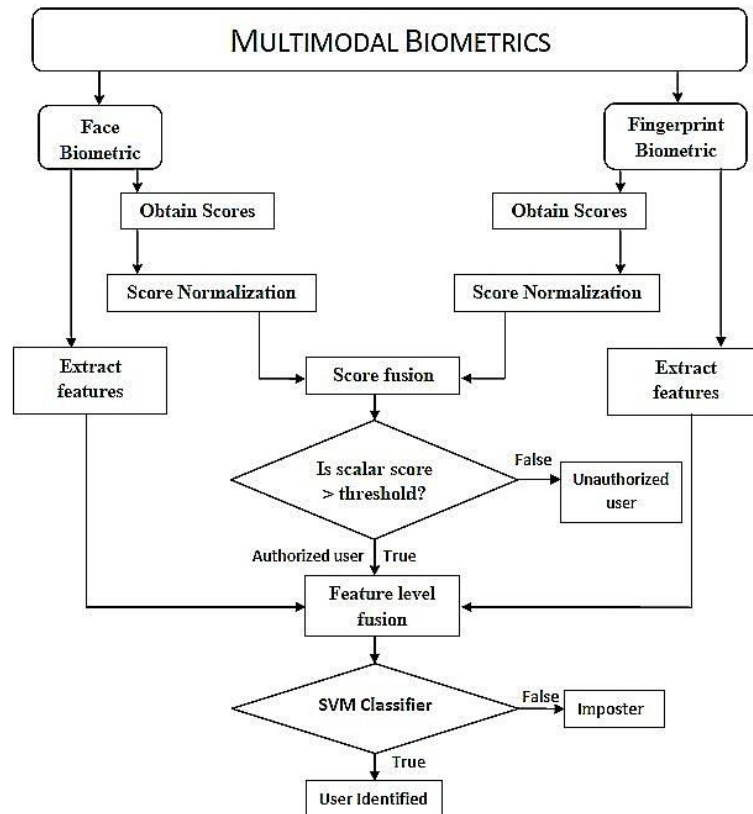 MULTIMODAL BIOMETRICS
Face
Biometric
Fingerprint
Biometric
Obtain Scores
Obtain Scores
Score Normalization
Score Normalization
Extract
features
Score fusion
Extract
features
Is scalar score
> threshold?
False
Unauthorized
user
Authorized user
True
Feature level
fusion
SVM Classifier
False
Imposter
True
User Identified